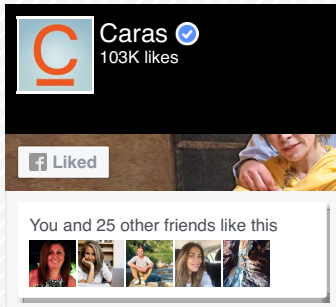 C
Caras
103K likes
Liked
You and 25 other friends like this